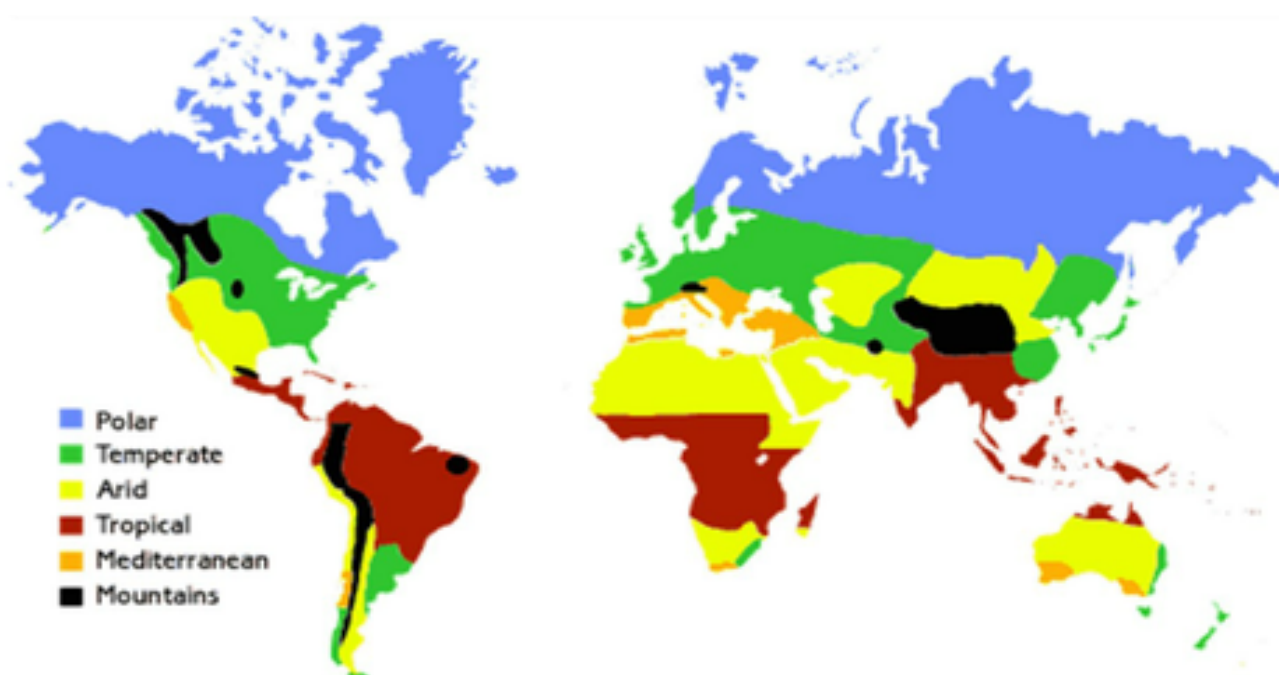 Polar
Temperate
Arid
Tropical
Mediterranean
Mountains